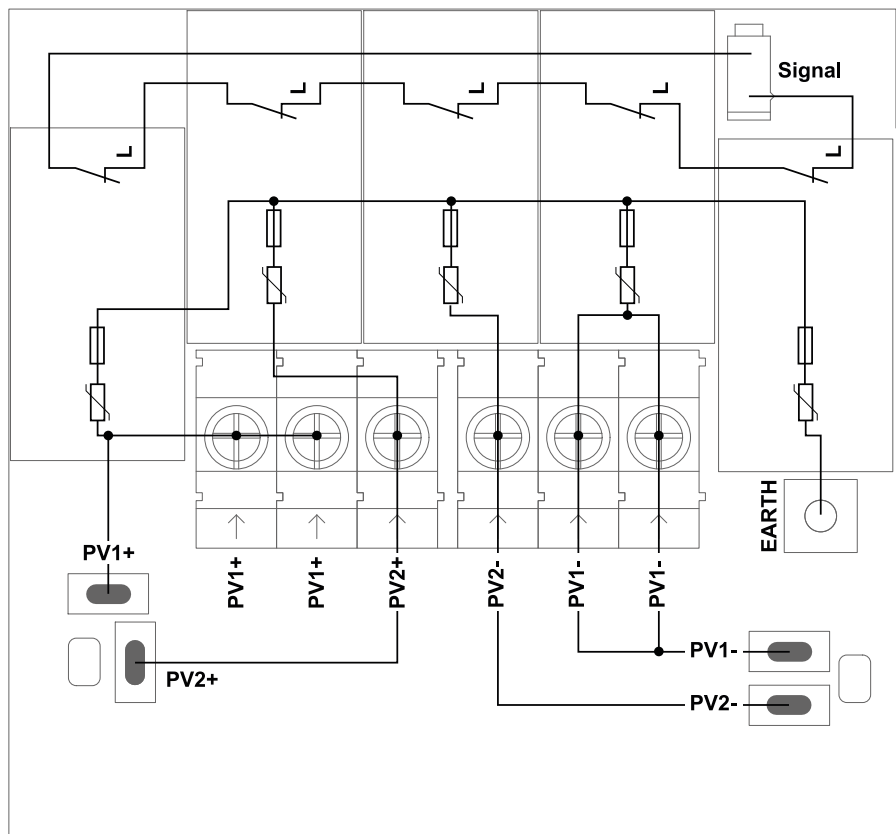 Signal
L
L
L
L
L
EARTH
PV1+
PV1+
PV1+
PV2+
PV2-
PV1-
PV1-
PV2+
PV1-
PV2-